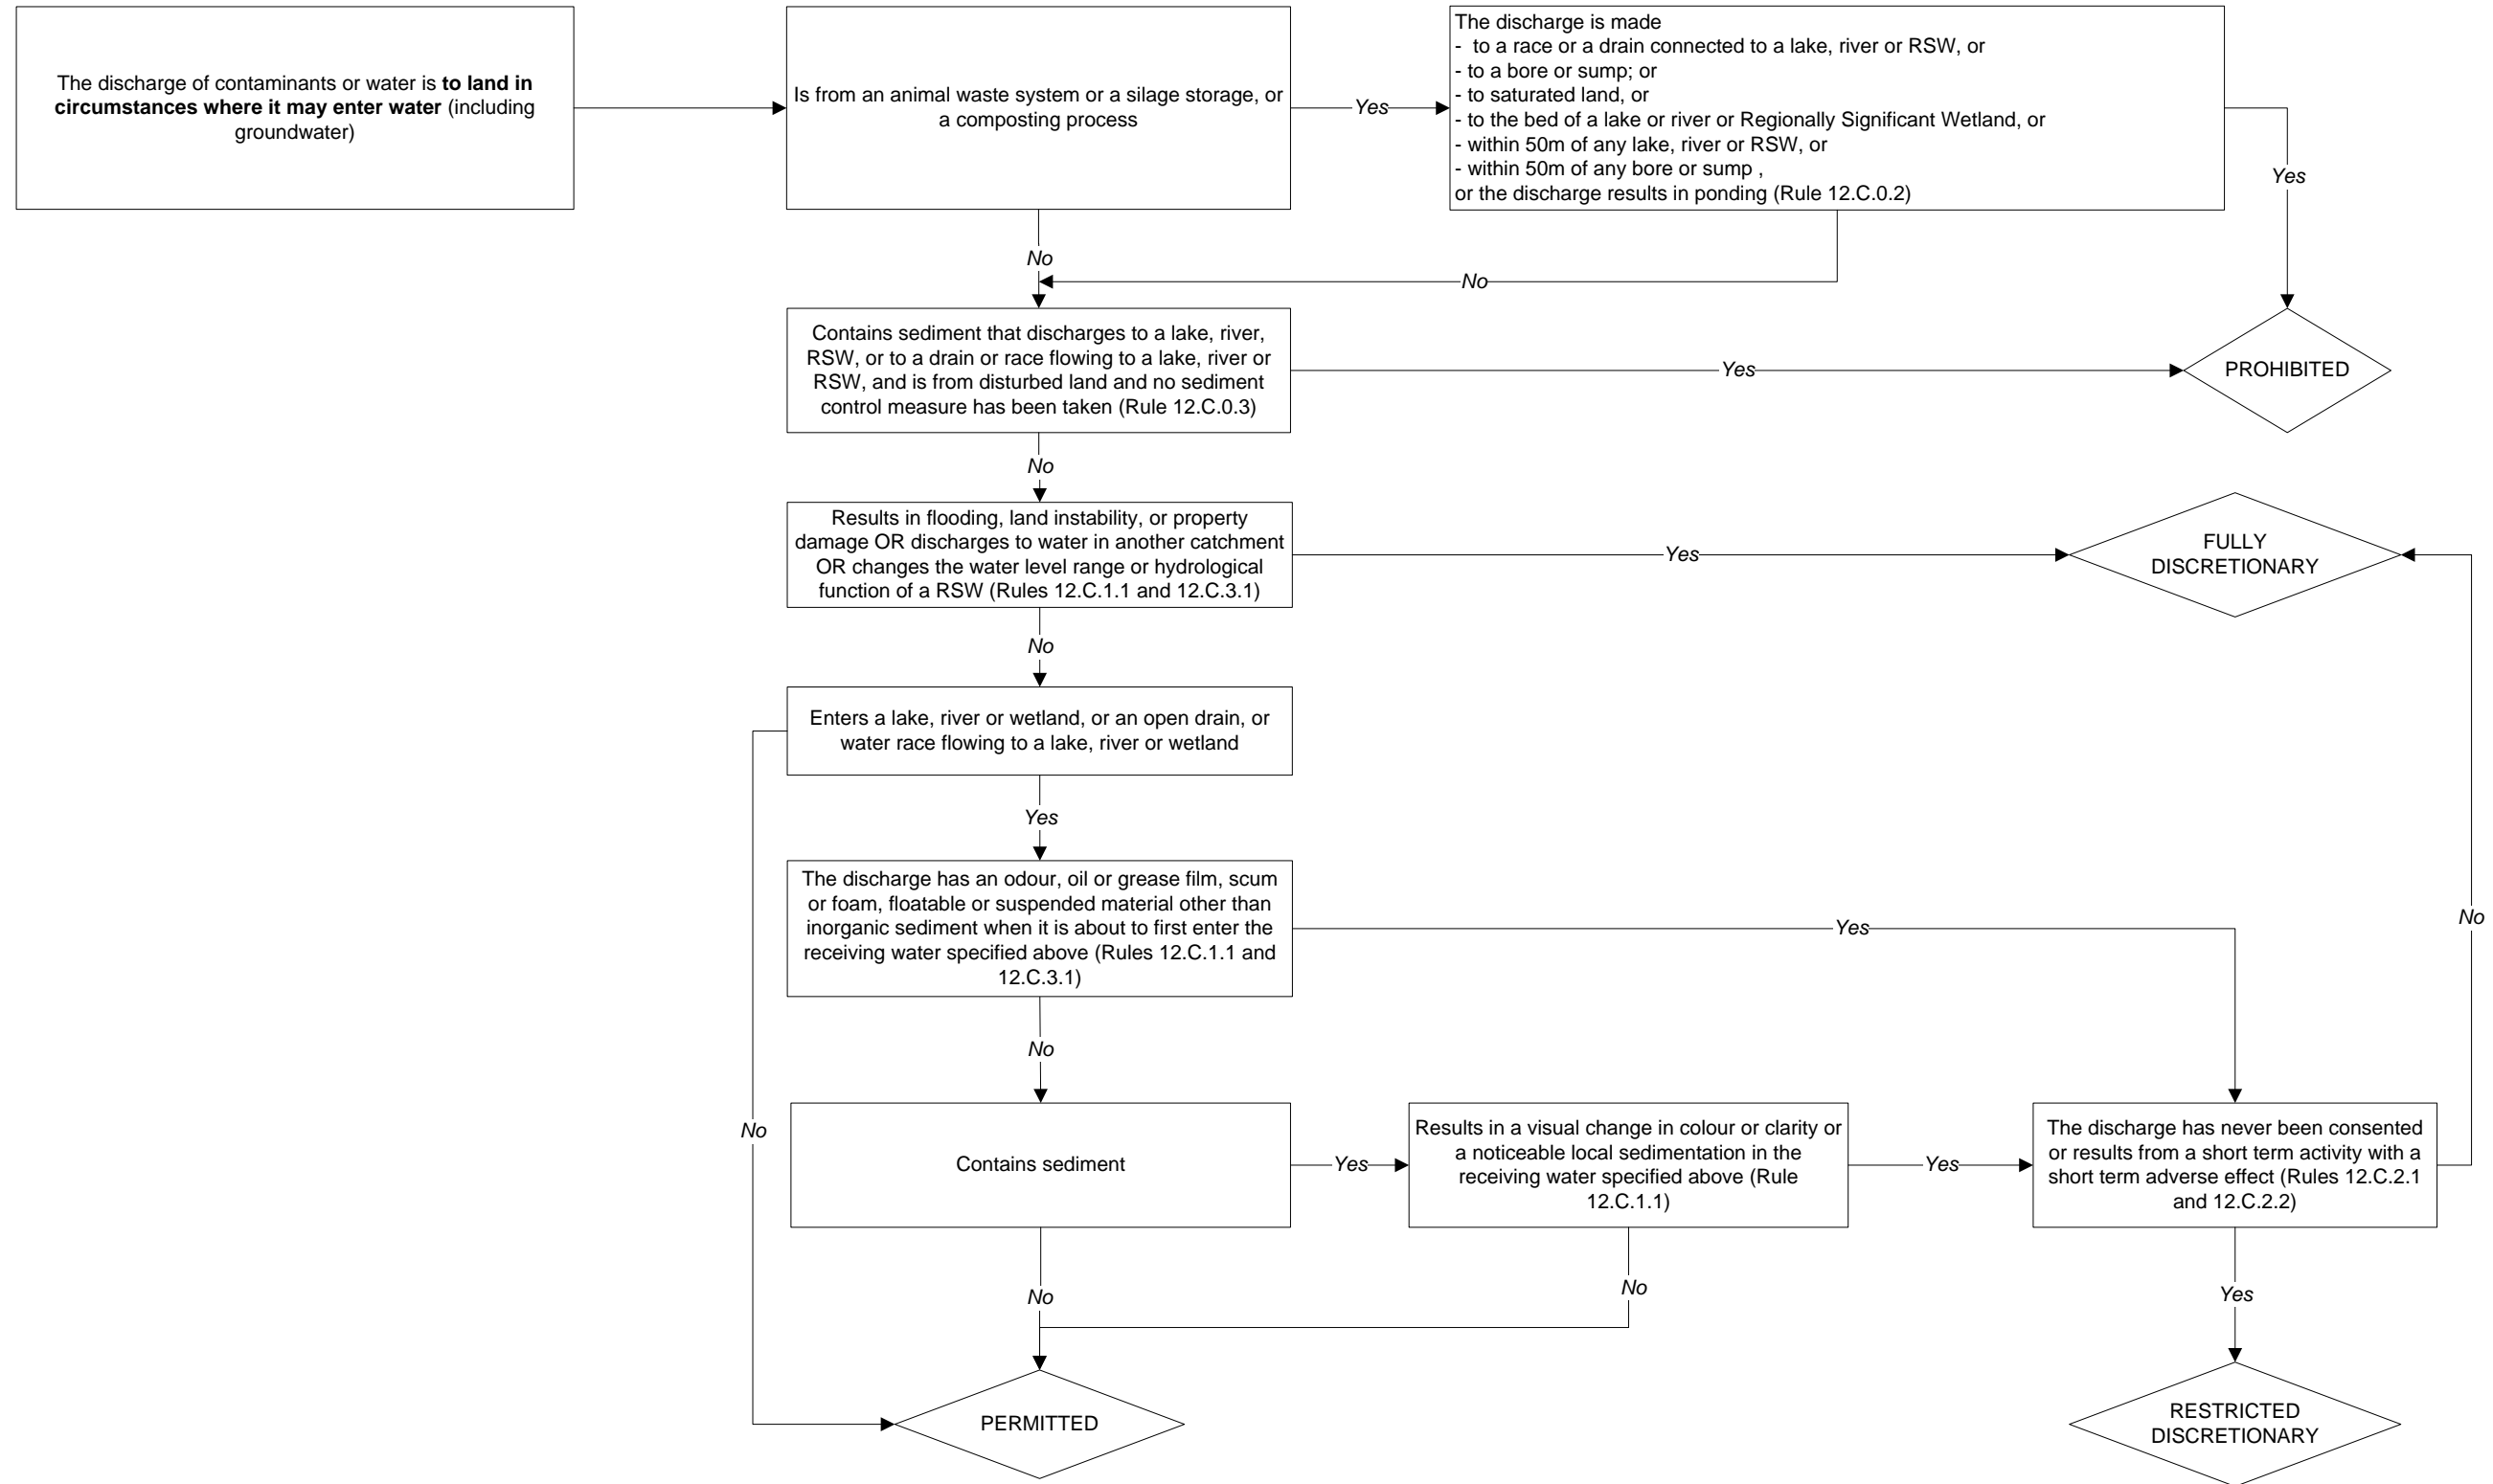 The discharge of contaminants or water is to land in
circumstances where it may enter water (including
groundwater)
Is from an animal waste system or a silage storage, or
a composting process
Yes
The discharge is made
- to a race or a drain connected to a lake, river or RSW, or
- to a bore or sump; or
- to saturated land, or
- to the bed of a lake or river or Regionally Significant Wetland, or
- within 50m of any lake, river or RSW, or
- within 50m of any bore or sump ,
or the discharge results in ponding (Rule 12.C.0.2)
Yes
No
No
Contains sediment that discharges to a lake, river,
RSW, or to a drain or race flowing to a lake, river or
RSW, and is from disturbed land and no sediment
control measure has been taken (Rule 12.C.0.3)
Yes
PROHIBITED
No
Results in flooding, land instability, or property
damage OR discharges to water in another catchment
OR changes the water level range or hydrological
function of a RSW (Rules 12.C.1.1 and 12.C.3.1)
Yes
FULLY
DISCRETIONARY
No
Enters a lake, river or wetland, or an open drain, or
water race flowing to a lake, river or wetland
Yes
The discharge has an odour, oil or grease film, scum
or foam, floatable or suspended material other than
inorganic sediment when it is about to first enter the
receiving water specified above (Rules 12.C.1.1 and
12.C.3.1)
Yes
No
No
No
Contains sediment
Yes
Results in a visual change in colour or clarity or
a noticeable local sedimentation in the
receiving water specified above (Rule
12.C.1.1)
Yes
The discharge has never been consented
or results from a short term activity with a
short term adverse effect (Rules 12.C.2.1
and 12.C.2.2)
No
No
Yes
PERMITTED
RESTRICTED
DISCRETIONARY